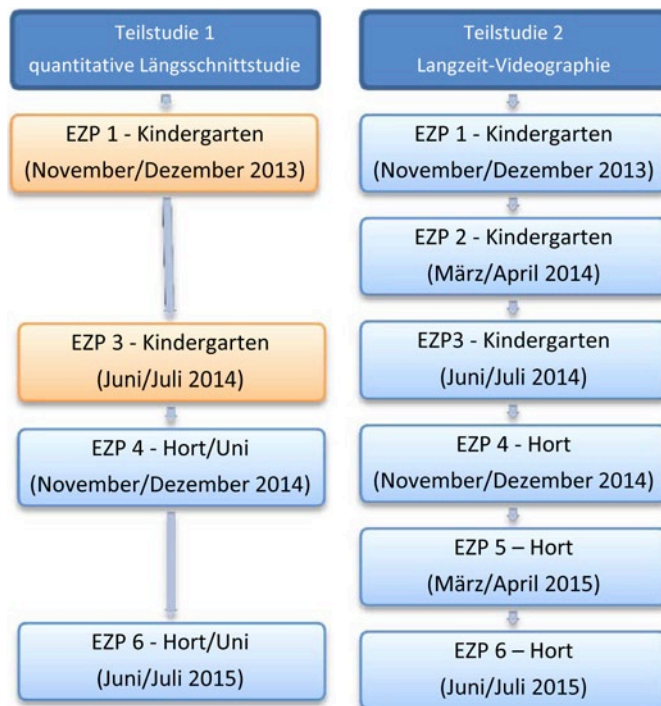 Teilstudie 1
quantitative Längsschnittstudie
EZP 1 - Kindergarten
(November/Dezember 2013)
EZP 3 - Kindergarten
(Juni/Juli 2014)
EZP 4 - Hort/Uni
(November/Dezember 2014)
EZP 6 - Hort/Uni
(Juni/Juli 2015)
Teilstudie 2
Langzeit-Videographie
EZP 1 - Kindergarten
(November/Dezember 2013)
EZP 2 - Kindergarten
(März/April 2014)
EZP3 - Kindergarten
(Juni/Juli 2014)
EZP 4 - Hort
(November/Dezember 2014)
EZP 5 – Hort
(März/April 2015)
EZP 6 – Hort
(Juni/Juli 2015)